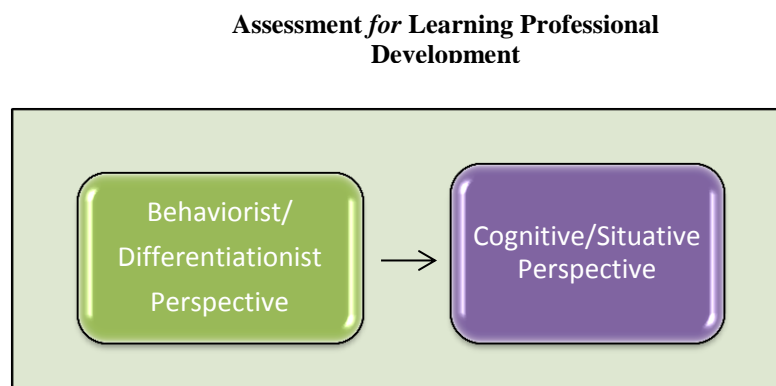 Assessment for Learning Professional
Development
Behaviorist/
Differentiationist
Perspective
Cognitive/Situative
Perspective